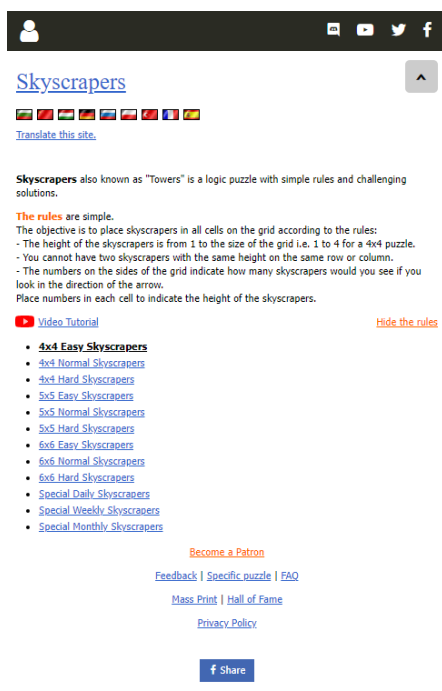 Skyscrapers
Translate this site.
Skyscrapers also known as "Towers" is a logic puzzle with simple rules and challenging
solutions.
The rules are simple.
The objective is to place skyscrapers in all cells on the grid according to the rules:
- The height of the skyscrapers is from 1 to the size of the grid i.e. 1 to 4 for a 4x4 puzzle.
- You cannot have two skyscrapers with the same height on the same row or column.
- The numbers on the sides of the grid indicate how many skyscrapers would you see if you
look in the direction of the arrow.
Place numbers in each cell to indicate the height of the skyscrapers.
Video Tutorial Hide the rules
• 4x4 Easy Skyscrapers
• 4x4 Normal Skyscrapers
• 4x4 Hard Skyscrapers
• 5x5 Easy Skyscrapers
• 5x5 Normal Skyscrapers
• 5x5 Hard Skyscrapers
• 6x6 Easy Skyscrapers
• 6x6 Normal Skyscrapers
• 6x6 Hard Skyscrapers
• Special Daily Skyscrapers
• Special Weekly Skyscrapers
• Special Monthly Skyscrapers
Become a Patron
Feedback | Specific puzzle | FAQ
Mass Print | Hall of Fame
Privacy Policy
f Share